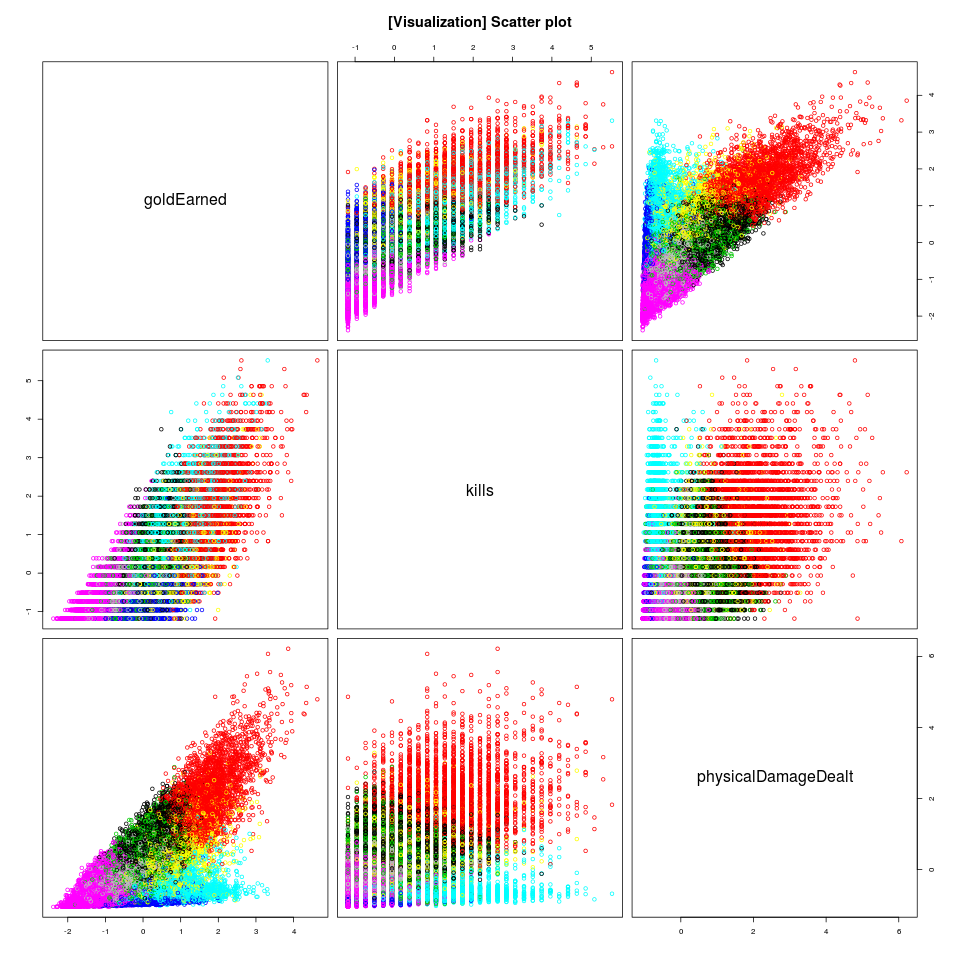 [Visualization] Scatter plot
-1 0 1 2 3 4 5
goldEarned
-2 -1 0 1 2 3 4
-1 0 1 2 3 4 5
kills
physicalDamageDealt
0 2 4 6
-2 -1 0 1 2 3 4
0 2 4 6